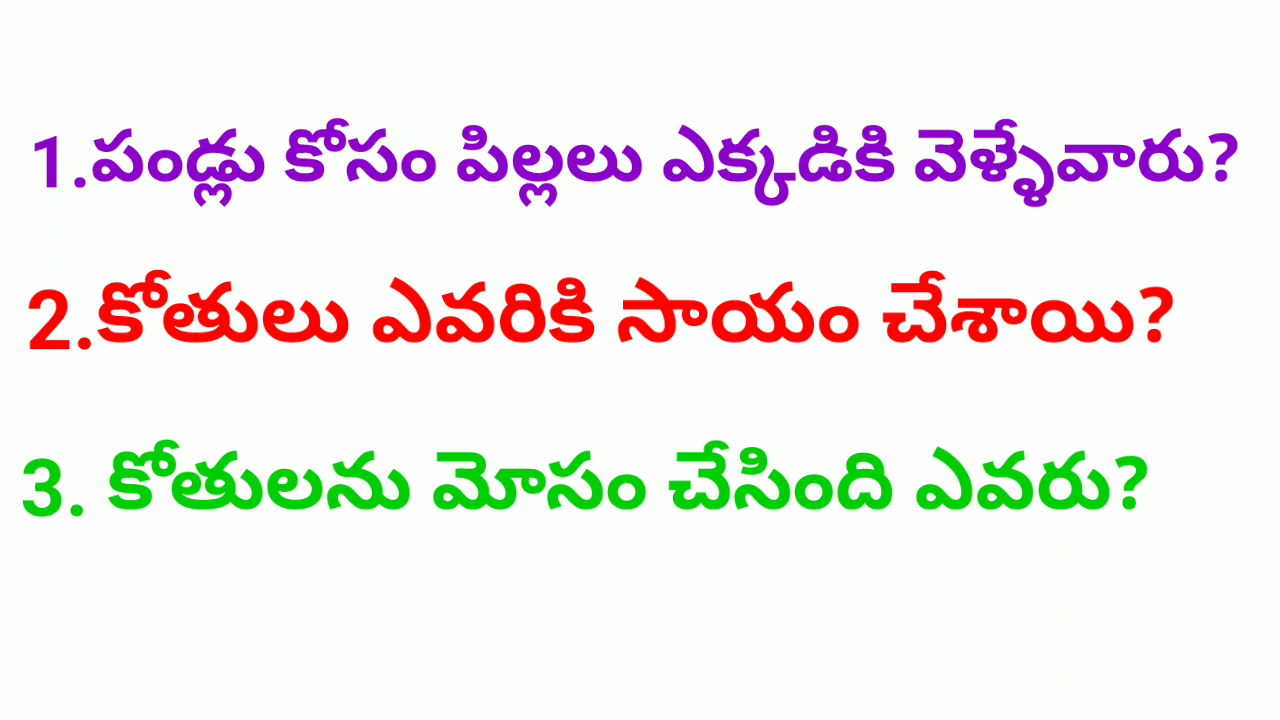 1.పండ్లు కోసం పిల్లలు ఎక్కడికి వెళ్ళేవారు?
2.కోతులు ఎవరికి సాయం చేశాయి?
3. కోతులను మోసం చేసింది ఎవరు?